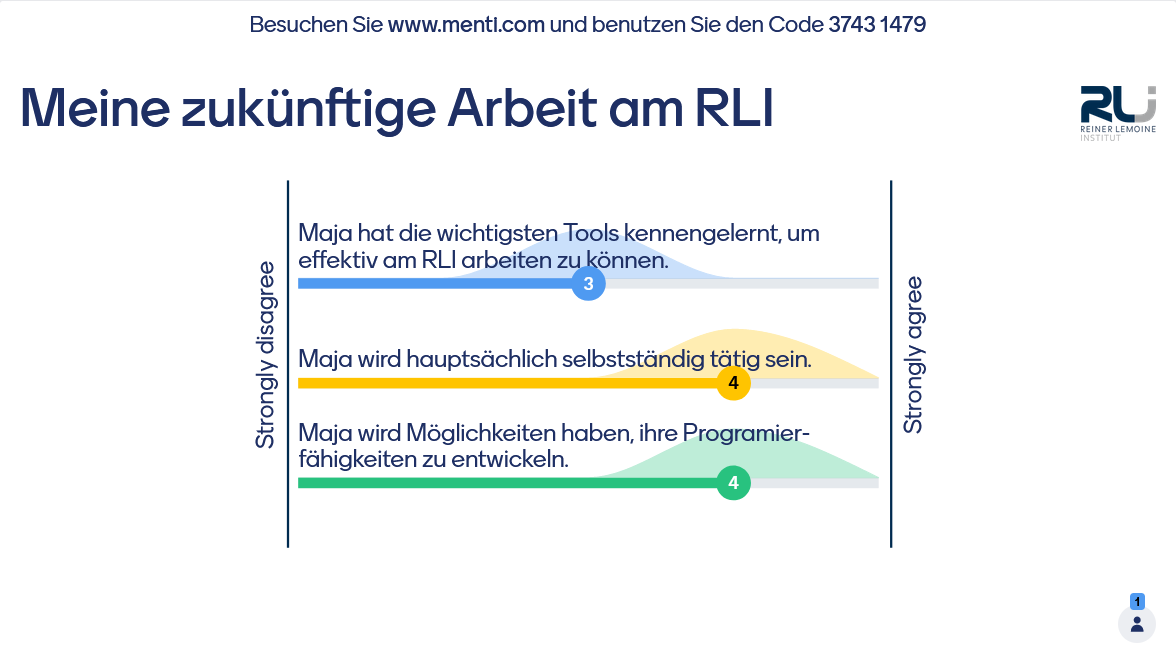 Besuchen Sie www.menti.com und benutzen Sie den Code 3743 1479
Meine zukünftige Arbeit am RLI
RLI
REINER LEMOINE
INSTITUT
Strongly disagree
Maja hat die wichtigsten Tools kennengelernt, um
effektiv am RLI arbeiten zu können.
3
Maja wird hauptsächlich selbstständig tätig sein.
4
Maja wird Möglichkeiten haben, ihre Programier-
fähigkeiten zu entwickeln.
4
Strongly agree
1